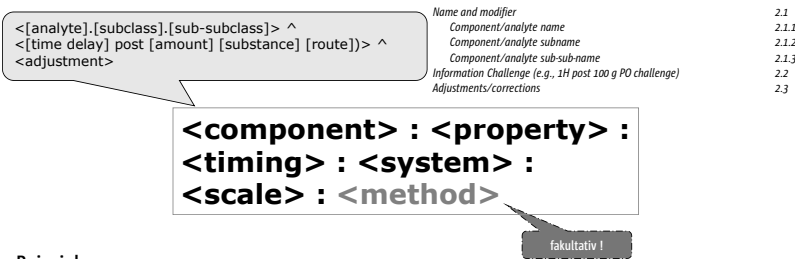 <[analyte].[subclass].[sub-subclass]> ^
<[time delay] post [amount] [substance] [route])> ^
<adjustment>
Name and modifier 2.1
Component/analyte name 2.1.1
Component/analyte subname 2.1.2
Component/analyte sub-sub-name 2.1.3
Information Challenge (e.g., 1H post 100 g PO challenge) 2.2
Adjustments/corrections 2.3
<component> : <property> :
<timing> : <system> :
<scale> : <method>
fakultativ !